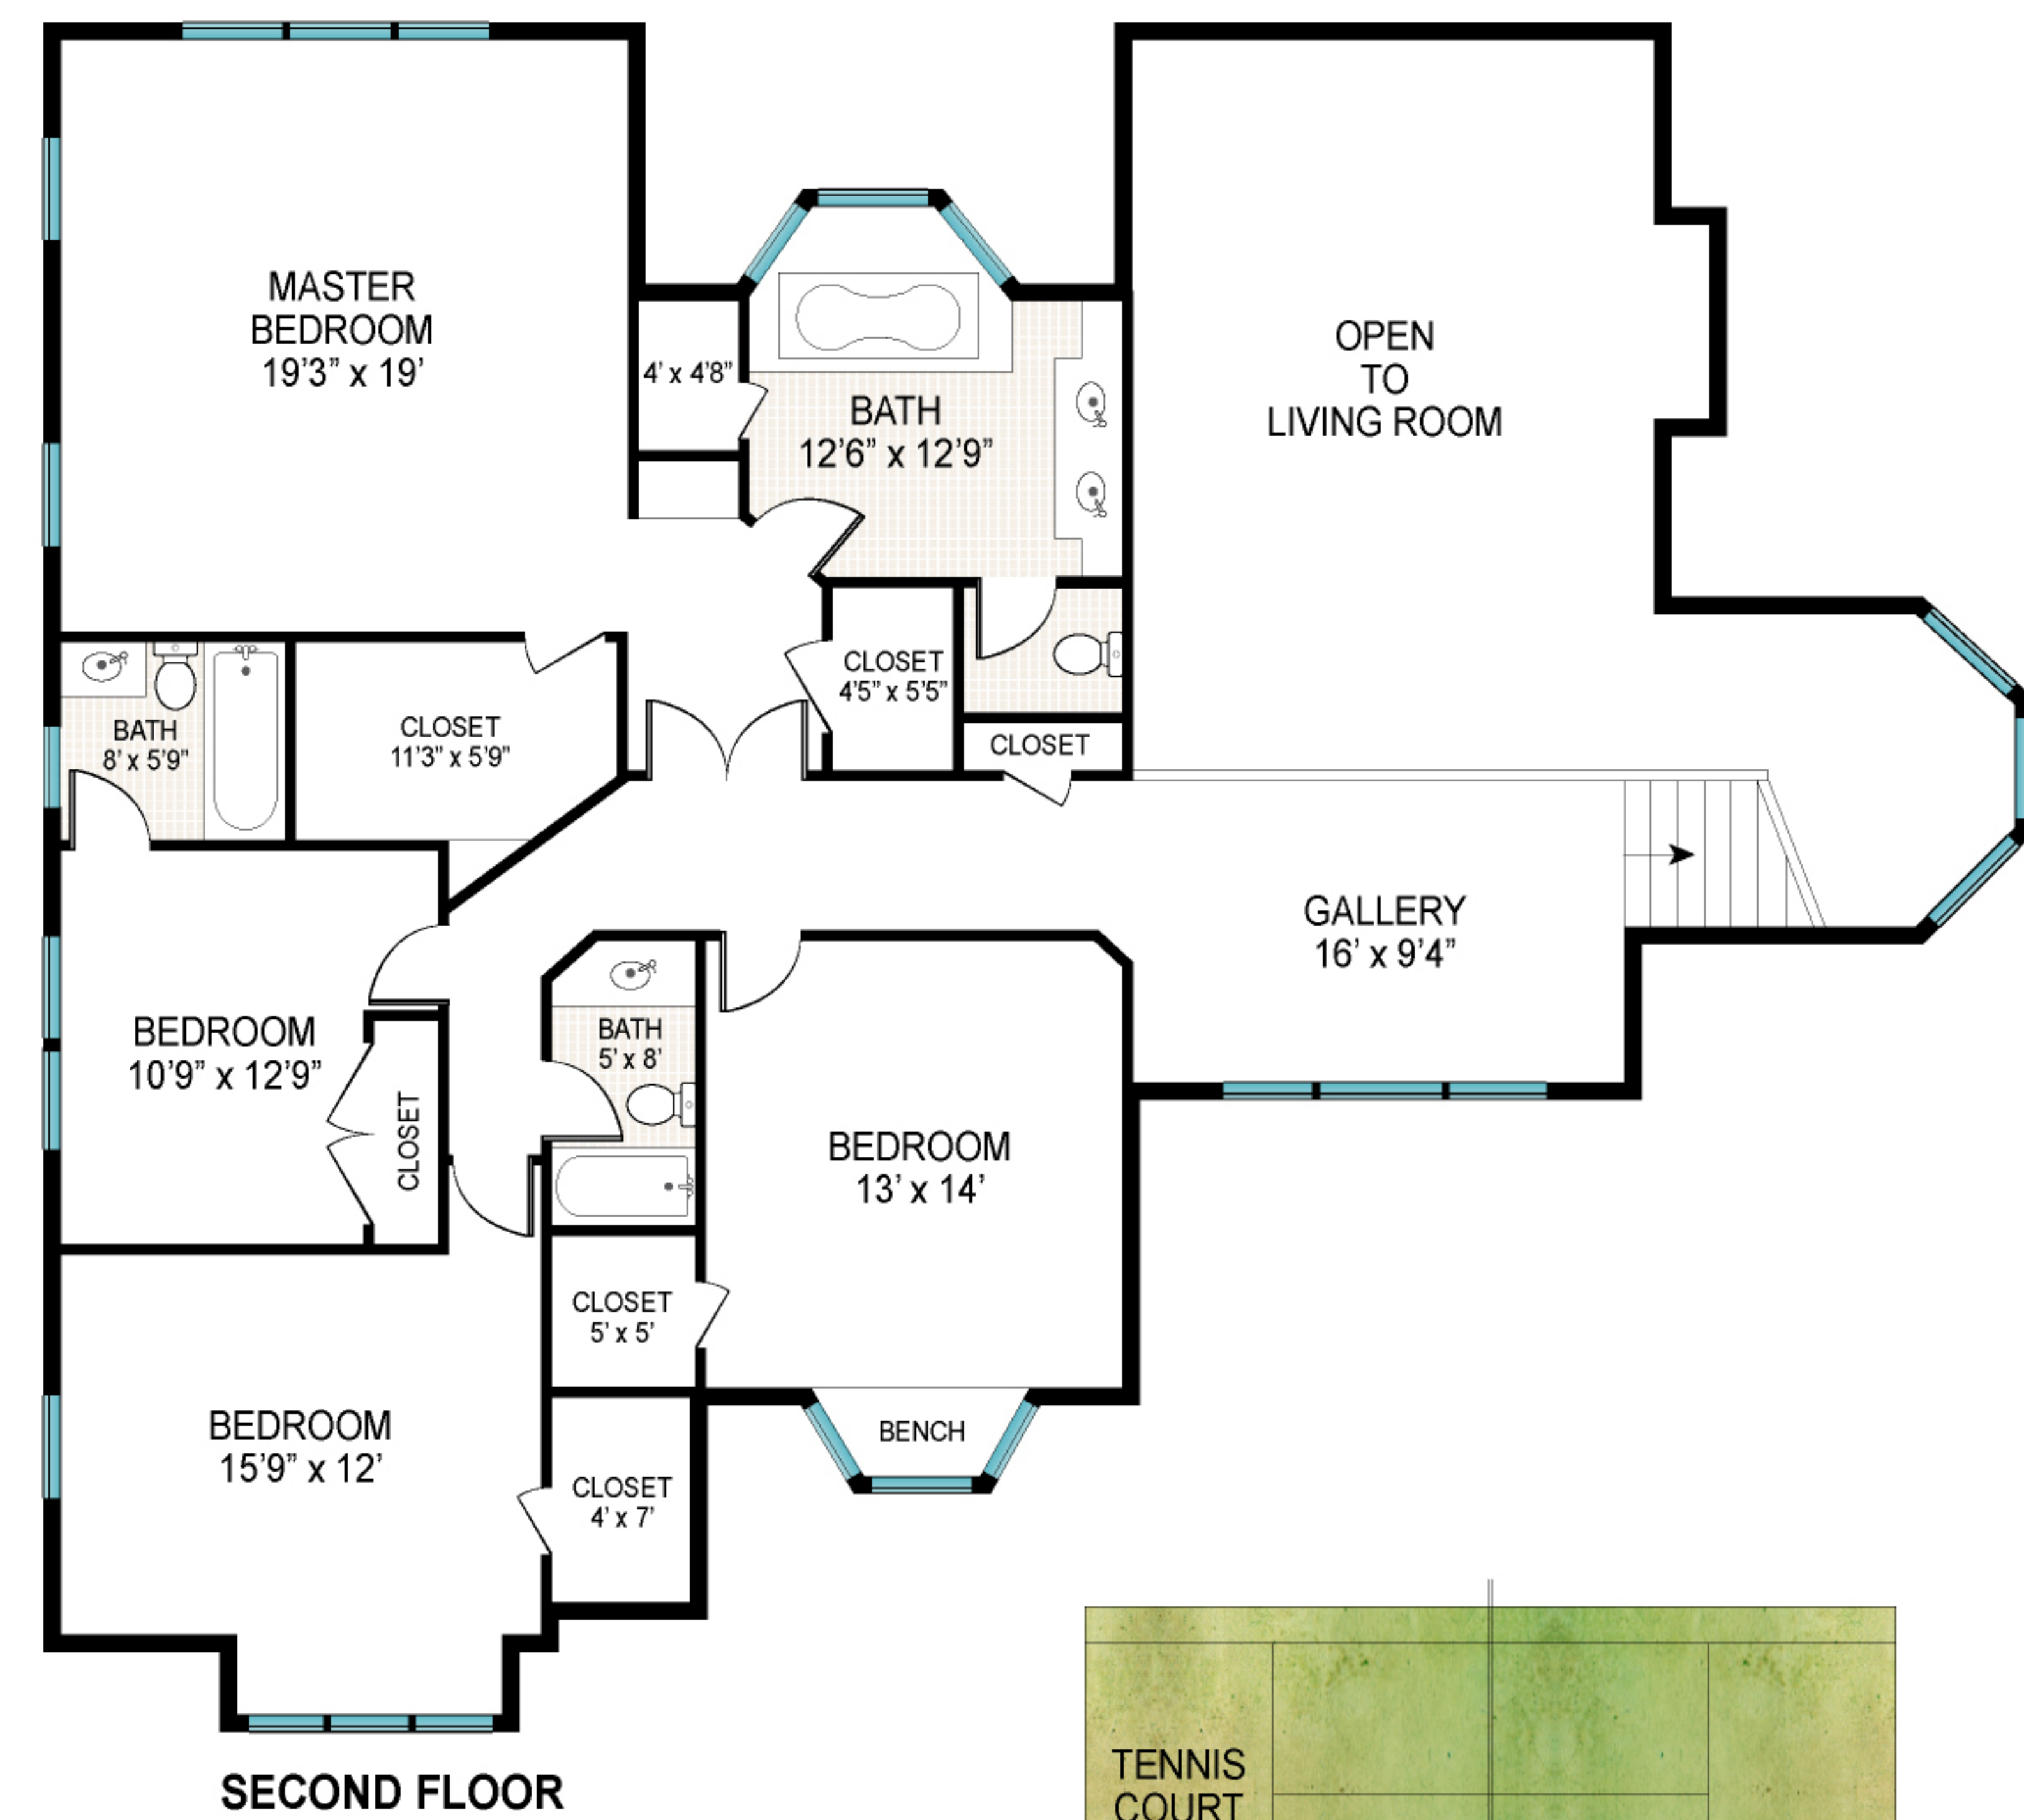 MASTER
BEDROOM
19'3” x 19’
4’ x 4'8”
BATH
12’6” x 12’9”
OPEN
TO
LIVING ROOM
CLOSET
4'5” x 5'5”
BATH
8’ x 5'9”
CLOSET
11'3” x 5'9”
CLOSET
GALLERY
16’ x 9’4”
BEDROOM
10’9” x 12’9”
CLOSET
BATH
5’ x 8’
BEDROOM
13’ x 14’
CLOSET
5’ x 5’
BEDROOM
15’9” x 12’
CLOSET
4’ x 7’
BENCH
SECOND FLOOR
TENNIS
COURT